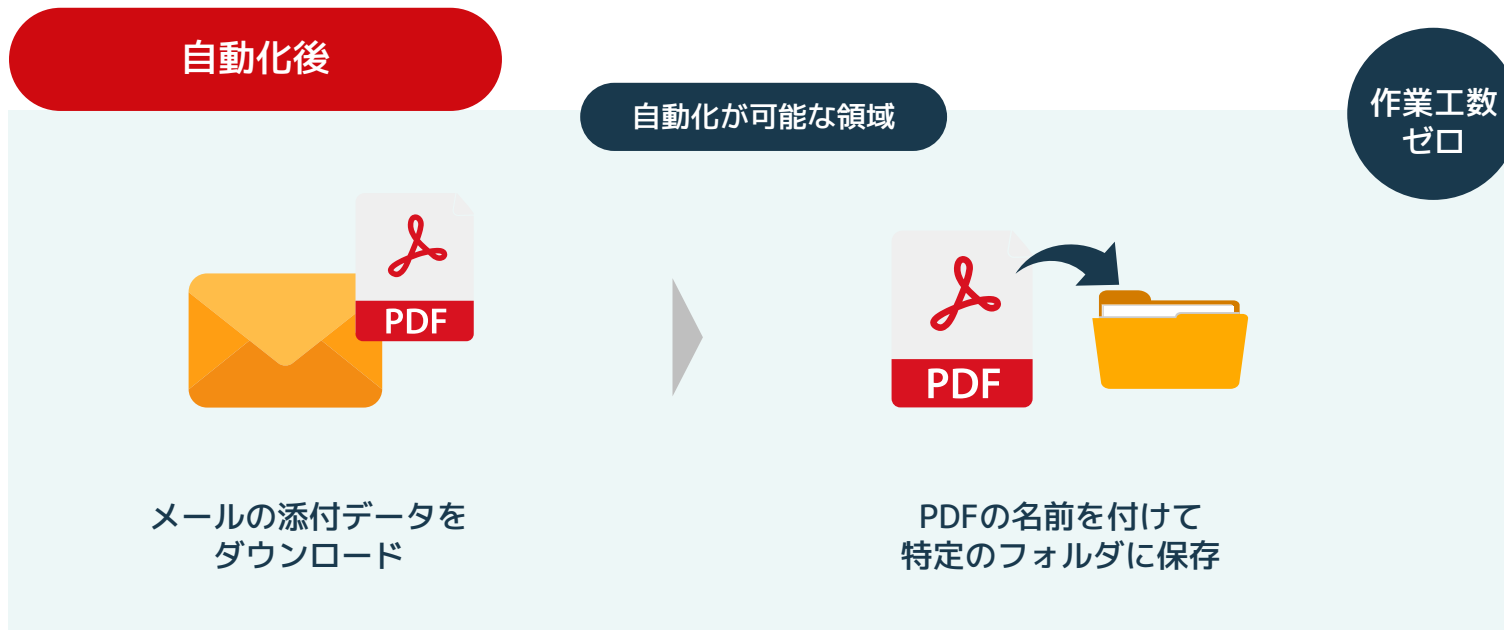 自動化後
自動化が可能な領域
作業工数
ゼロ
PDF
PDF
メールの添付データを
ダウンロード
PDFの名前を付けて
特定のフォルダに保存